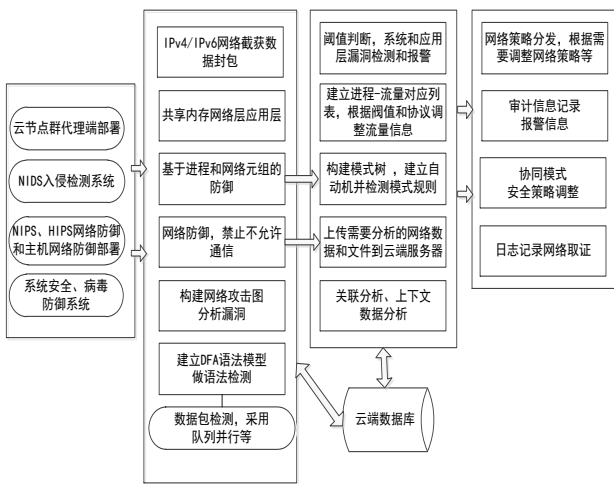 云节点群代理端部署
NIDS入侵检测系统
NIPS、HIPS网络防御
和主机网络防御部署
系统安全、病毒
防御系统
IPv4/IPv6网络截获
数据封包
共享内存网络层应用层
基于进程和网络元组的
防御
网络防御，禁止不允许
通信
构建网络攻击图
分析漏洞
建立DFA语法模型
做语法检测
数据包检测，采用
队列并行等
阈值判断，系统和应用
层漏洞检测和报警
建立进程-流量对应列
表，根据阀值和协议调
整流量信息
构建模式树 ，建立自
动机并检测模式规则
上传需要分析的网络数
据和文件到云端服务器
关联分析、上下文
数据分析
云端数据库
网络策略分发，根据需
要调整网络策略等
审计信息记录
报警信息
协同模式
安全策略调整
日志记录网络取证